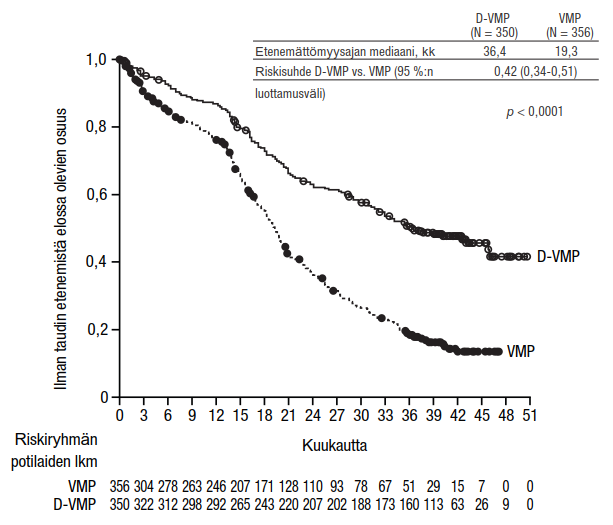 D-VMP VMP
(N = 350) (N = 356)
Etenemättömyysajan mediaani, kk 36,4 19,3
Riskisuhde D-VMP vs. VMP (95 %:n 0,42 (0,34-0,51)
luottamusväli)
p < 0,0001
Ilman taudin etenemistä elossa olevien osuus
1,0
0,8
0,6
0,4
0,2
0
D-VMP
VMP
0 3 6 9 12 15 18 21 24 27 30 33 36 39 42 45 48 51
Kuukautta
Riskiryhmän
potilaiden lkm
VMP 356 304 278 263 246 207 171 128 110 93 78 67 51 29 15 7 0 0
D-VMP 350 322 312 298 292 265 243 220 207 202 188 173 160 113 63 26 9 0